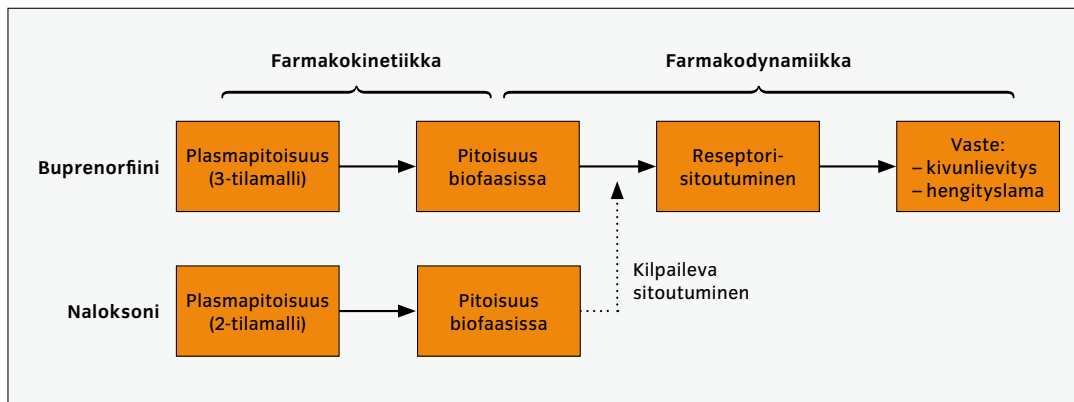 Farmakokinetiikka
Farmakodynamiikka
Buprenorfiini
Plasmapitoisuus
(3-tilamalli)
Pitoisuus
biofaasissa
Reseptori-
sitoutuminen
Vaste:
– kivunlievitys
– hengityslama
Kilpaileva
sitoutuminen
Naloksoni
Plasmapitoisuus
(2-tilamalli)
Pitoisuus
biofaasissa